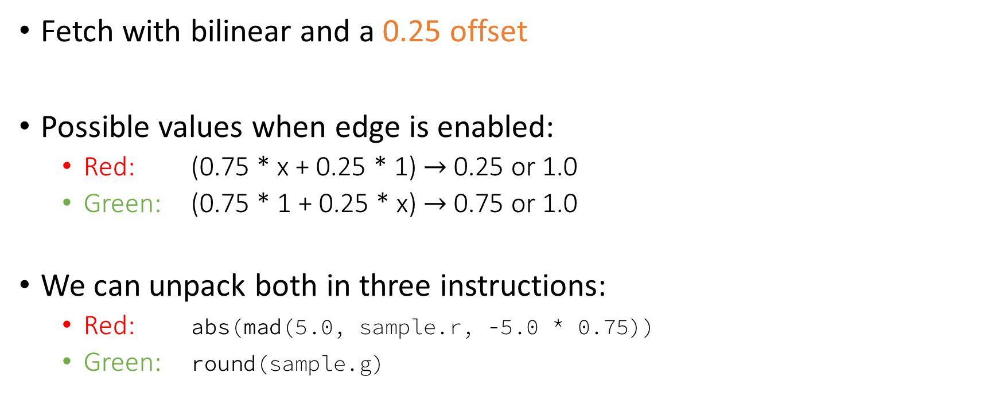 • Fetch with bilinear and a 0.25 offset
• Possible values when edge is enabled:
• Red: (0.75 * x + 0.25 * 1) → 0.25 or 1.0
• Green: (0.75 * 1 + 0.25 * x) → 0.75 or 1.0
• We can unpack both in three instructions:
• Red: abs(mad(5.0, sample.r, -5.0 * 0.75))
• Green: round(sample.g)